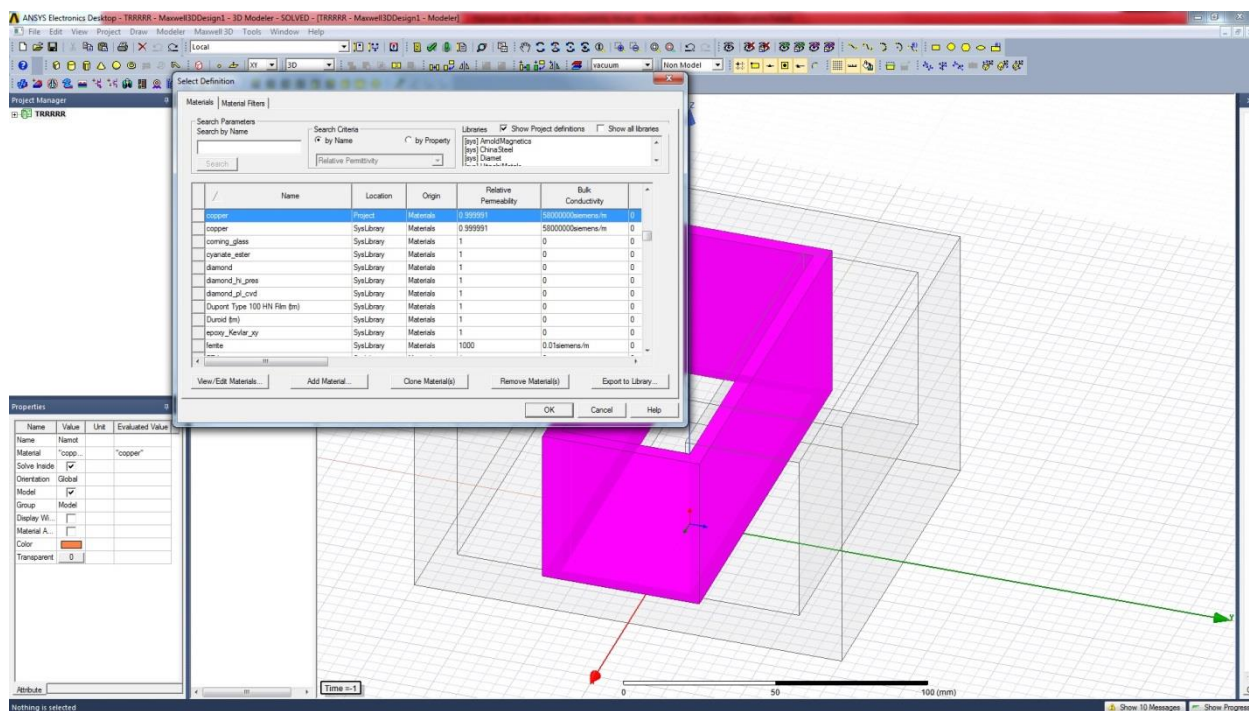 ANSYS Electronics Desktop - TRRRRR - Maxwell3DDesign1 - 3D Modeler - SOLVED - [TRRRRR - Maxwell3DDesign1 - Modeler]
File Edit View Project Draw Modeler Maxwell 3D Tools Window Help
Local
XY 3D vacuum Non Model
Project Manager
TRRRRR
Select Definition
Materials Material Filters
Search Parameters
Search by Name
Search
Search Criteria
by Name by Property
Relative Permittivity
Libraries Show Project definitions Show all libraries
[sys] ArnoldMagnetics
[sys] ChinaSteel
[sys] Diamet
/ Name Location Origin Relative Permeability Bulk Conductivity
copper Project Materials 0.999991 58000000siemens/m 0
copper SysLibrary Materials 0.999991 58000000siemens/m 0
corning_glass SysLibrary Materials 1 0 0
cyanate_ester SysLibrary Materials 1 0 0
diamond SysLibrary Materials 1 0 0
diamond_hi_pres SysLibrary Materials 1 0 0
diamond_pl_cvd SysLibrary Materials 1 0 0
Dupont Type 100 HN Film (tm) SysLibrary Materials 1 0 0
Duroid (tm) SysLibrary Materials 1 0 0
epoxy_Kevlar_xy SysLibrary Materials 1 0 0
ferrite SysLibrary Materials 1000 0.01siemens/m 0
View/Edit Materials... Add Material... Clone Material(s) Remove Material(s) Export to Library...
OK Cancel Help
Properties
Name Value Unit Evaluated Value
Name Namot
Material "copp... "copper"
Solve Inside
Orientation Global
Model
Group Model
Display Wi...
Material A...
Color
Transparent 0
Attribute
Z
Y
Time =-1
0 50 100 (mm)
Nothing is selected
Show 10 Messages Show Progress